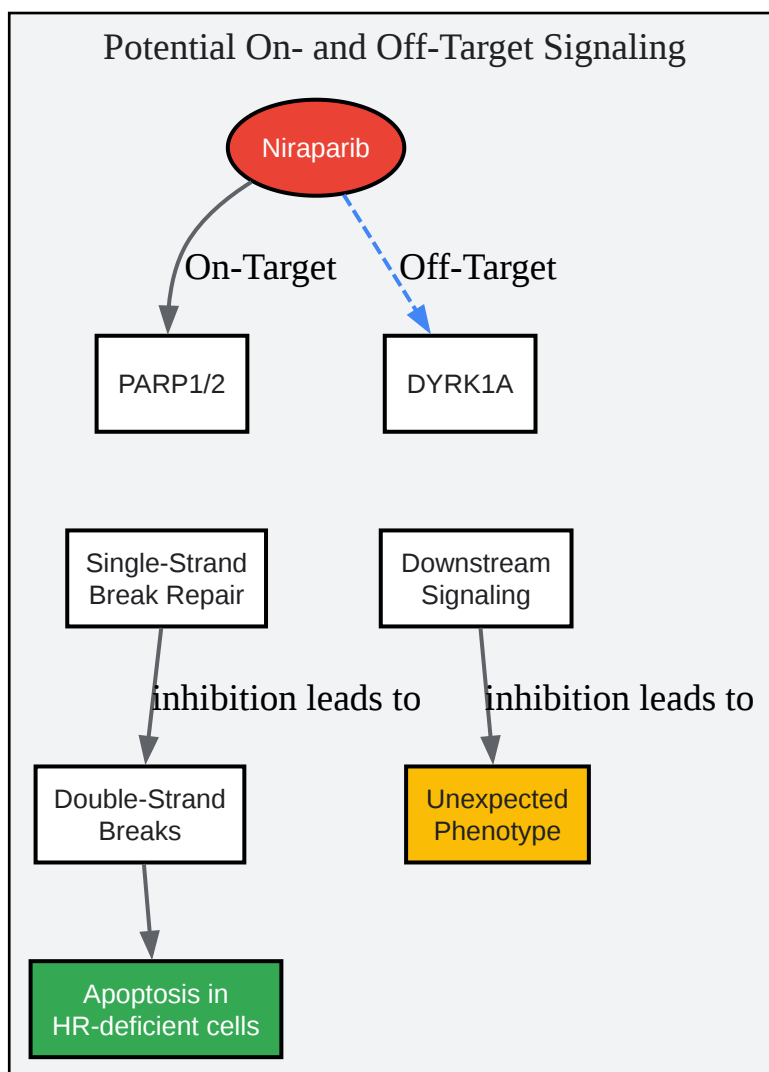 Potential On- and Off-Target Signaling
Niraparib
On-Target
Off-Target
PARP1/2
DYRK1A
Single-Strand
Break Repair
Downstream
Signaling
inhibition leads to
inhibition leads to
Double-Strand
Breaks
Unexpected
Phenotype
Apoptosis in
HR-deficient cells